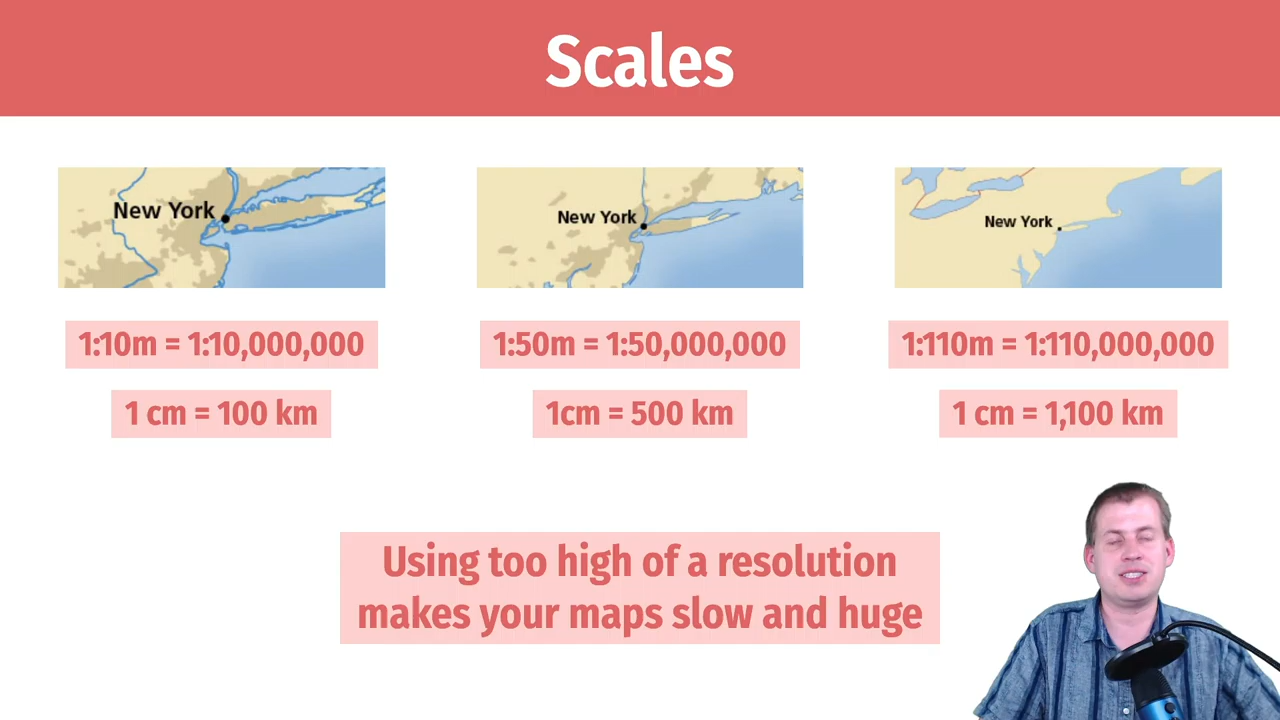 Scales
New York
New York
New York
1:10m = 1:10,000,000
1:50m = 1:50,000,000
1:110m = 1:110,000,000
1 cm = 100 km
1cm = 500 km
1 cm = 1,100 km
Using too high of a resolution
makes your maps slow and huge